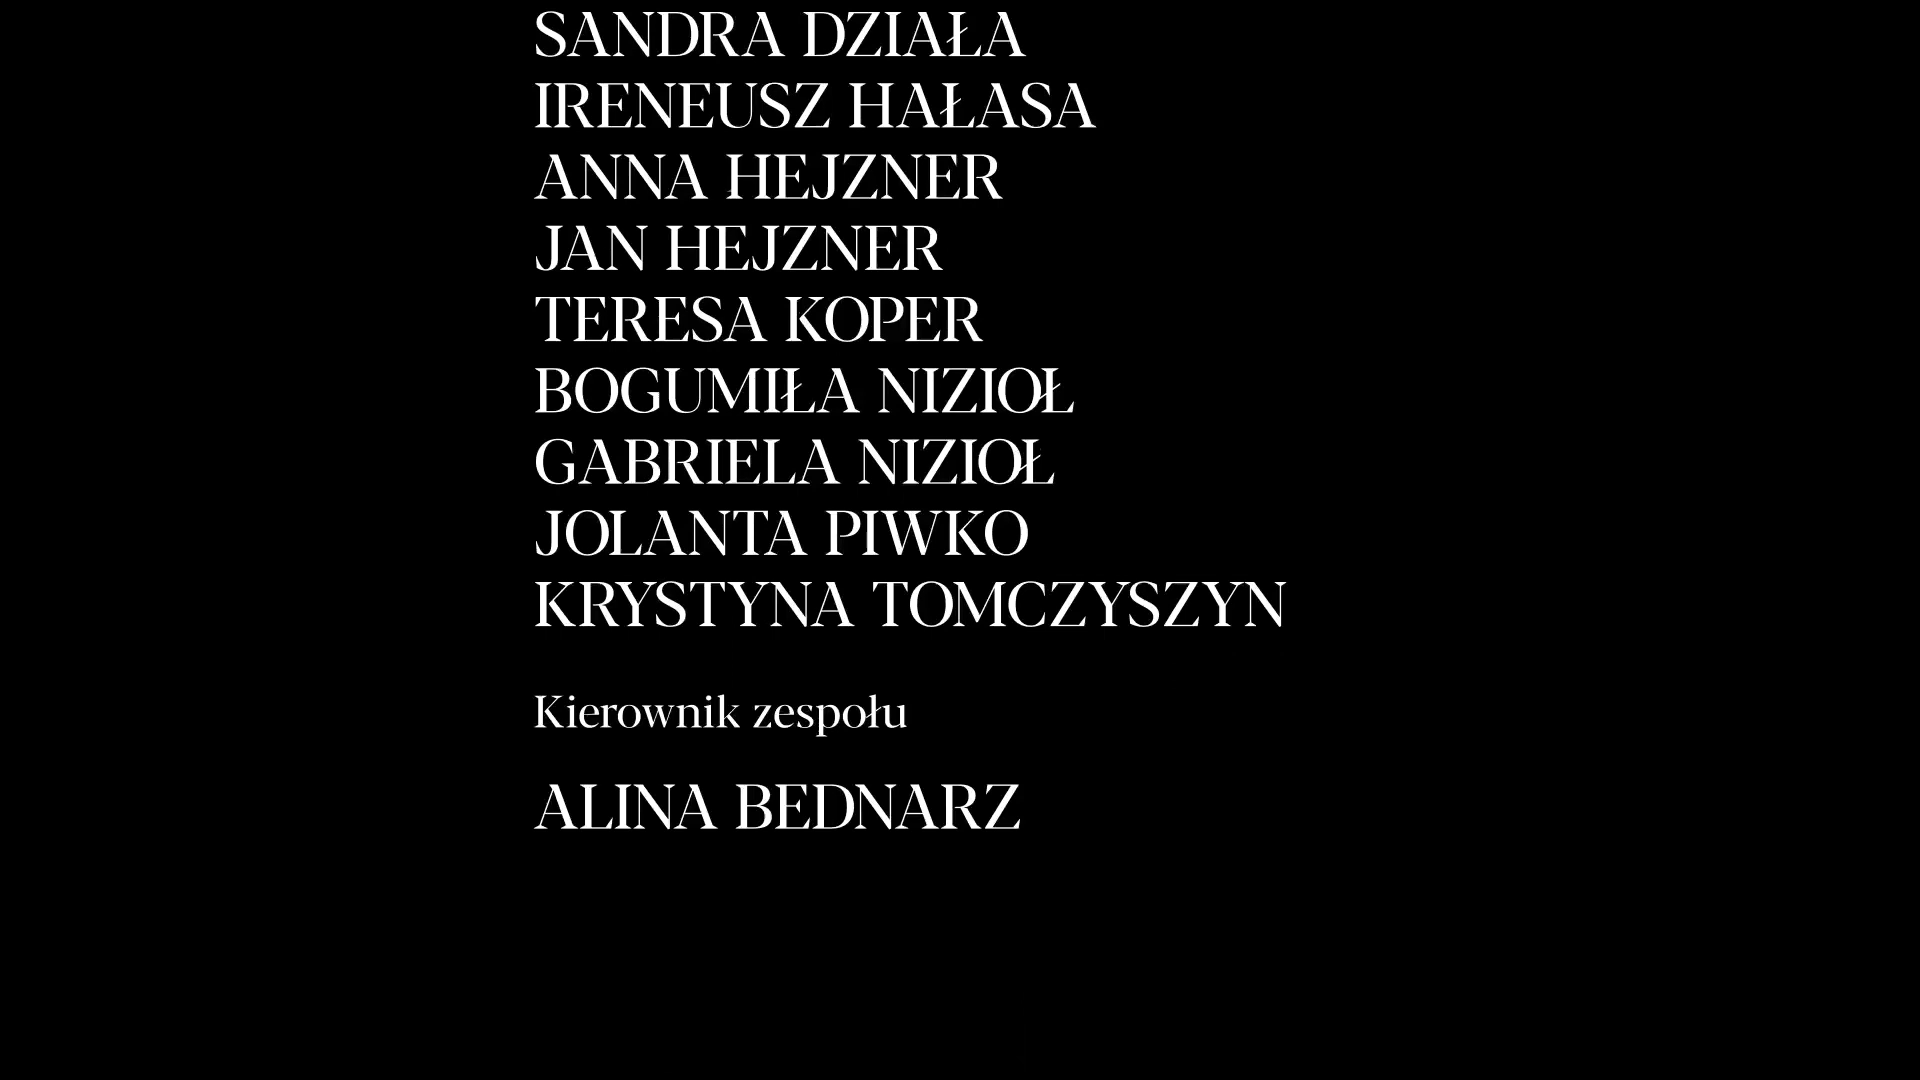 SANDRA DZIAŁA
IRENEUSZ HAŁASA
ANNA HEJZNER
JAN HEJZNER
TERESA KOPER
BOGUMIŁA NIZIOŁ
GABRIELA NIZIOŁ
JOLANTA PIWKO
KRYSTYNA TOMCZYSZYN
Kierownik zespołu
ALINA BEDNARZ